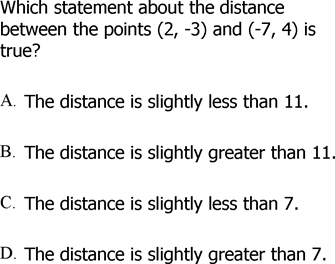 Which statement about the distance
between the points (2, -3) and (-7, 4) is
true?
A. The distance is slightly less than 11.
B. The distance is slightly greater than 11.
C. The distance is slightly less than 7.
D. The distance is slightly greater than 7.